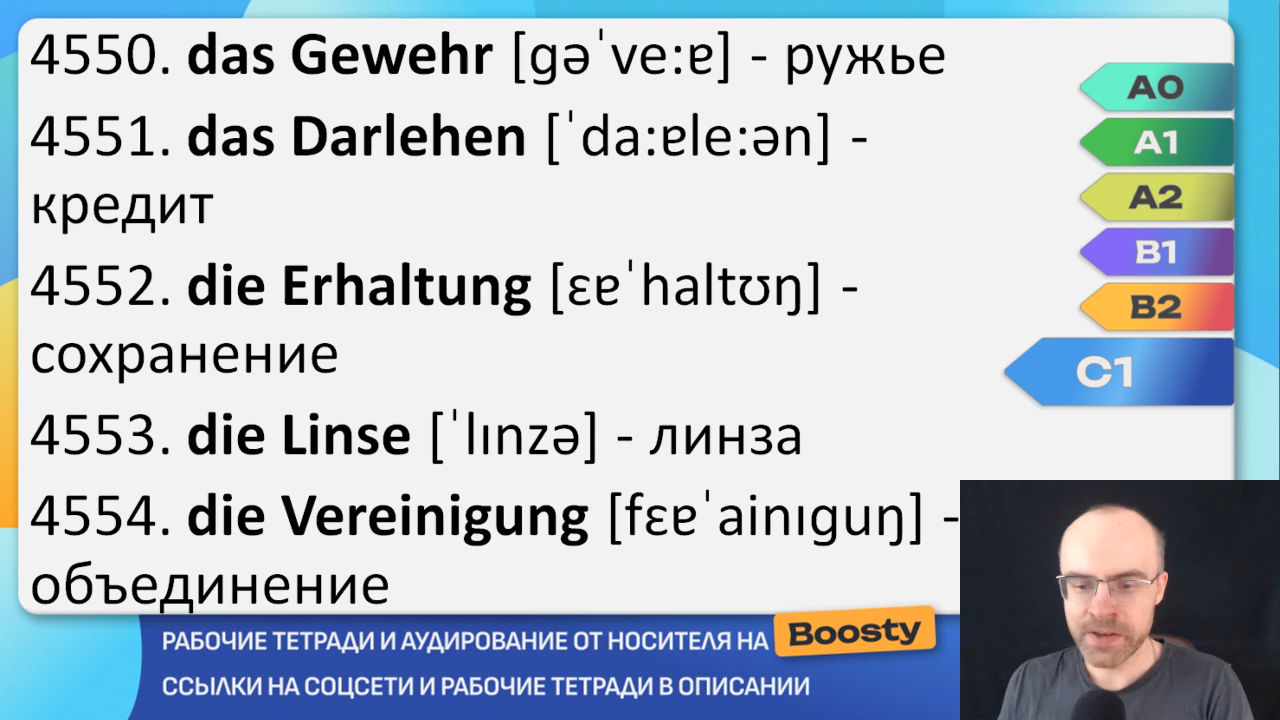 4550. das Gewehr [ɡəˈveːɐ] - ружье
4551. das Darlehen [ˈdaːɐleːən] -
кредит
4552. die Erhaltung [ɛɐˈhaltʊŋ] -
сохранение
4553. die Linse [ˈlɪnzə] - линза
4554. die Vereinigung [fɛɐˈainɪɡuŋ] -
объединение
A0
A1
A2
B1
B2
C1
РАБОЧИЕ ТЕТРАДИ И АУДИРОВАНИЕ ОТ НОСИТЕЛЯ НА Boosty
ССЫЛКИ НА СОЦСЕТИ И РАБОЧИЕ ТЕТРАДИ В ОПИСАНИИ